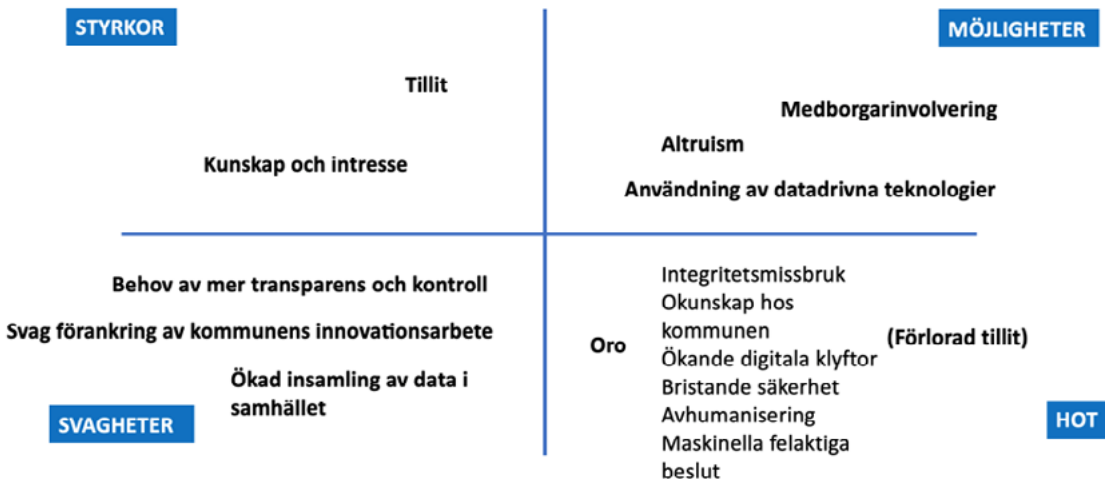 STYRKOR
Tillit
Kunskap och intresse
MÖJLIGHETER
Medborgarinvolvering
Altruism
Användning av datadrivna teknologier
Behov av mer transparens och kontroll
Svag förankring av kommunens innovationsarbete
Ökad insamling av data i
samhället
SVAGHETER
Oro
Integritetsmissbruk
Okunskap hos
kommunen
Ökande digitala klyftor
Bristande säkerhet
Avhumanisering
Maskinella felaktiga
beslut
(Förlorad tillit)
HOT